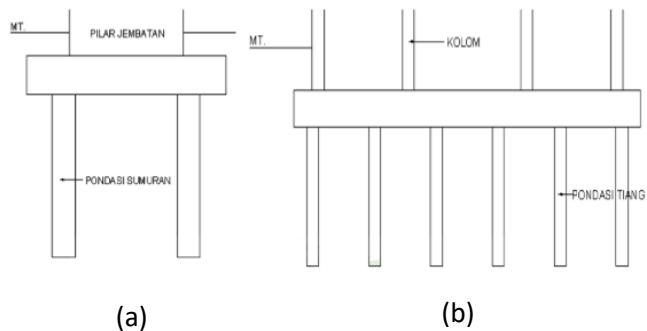 MT.
PILAR JEMBATAN
PONDASI SUMURAN
(a)
MT.
KOLOM
PONDASI TIANG
(b)